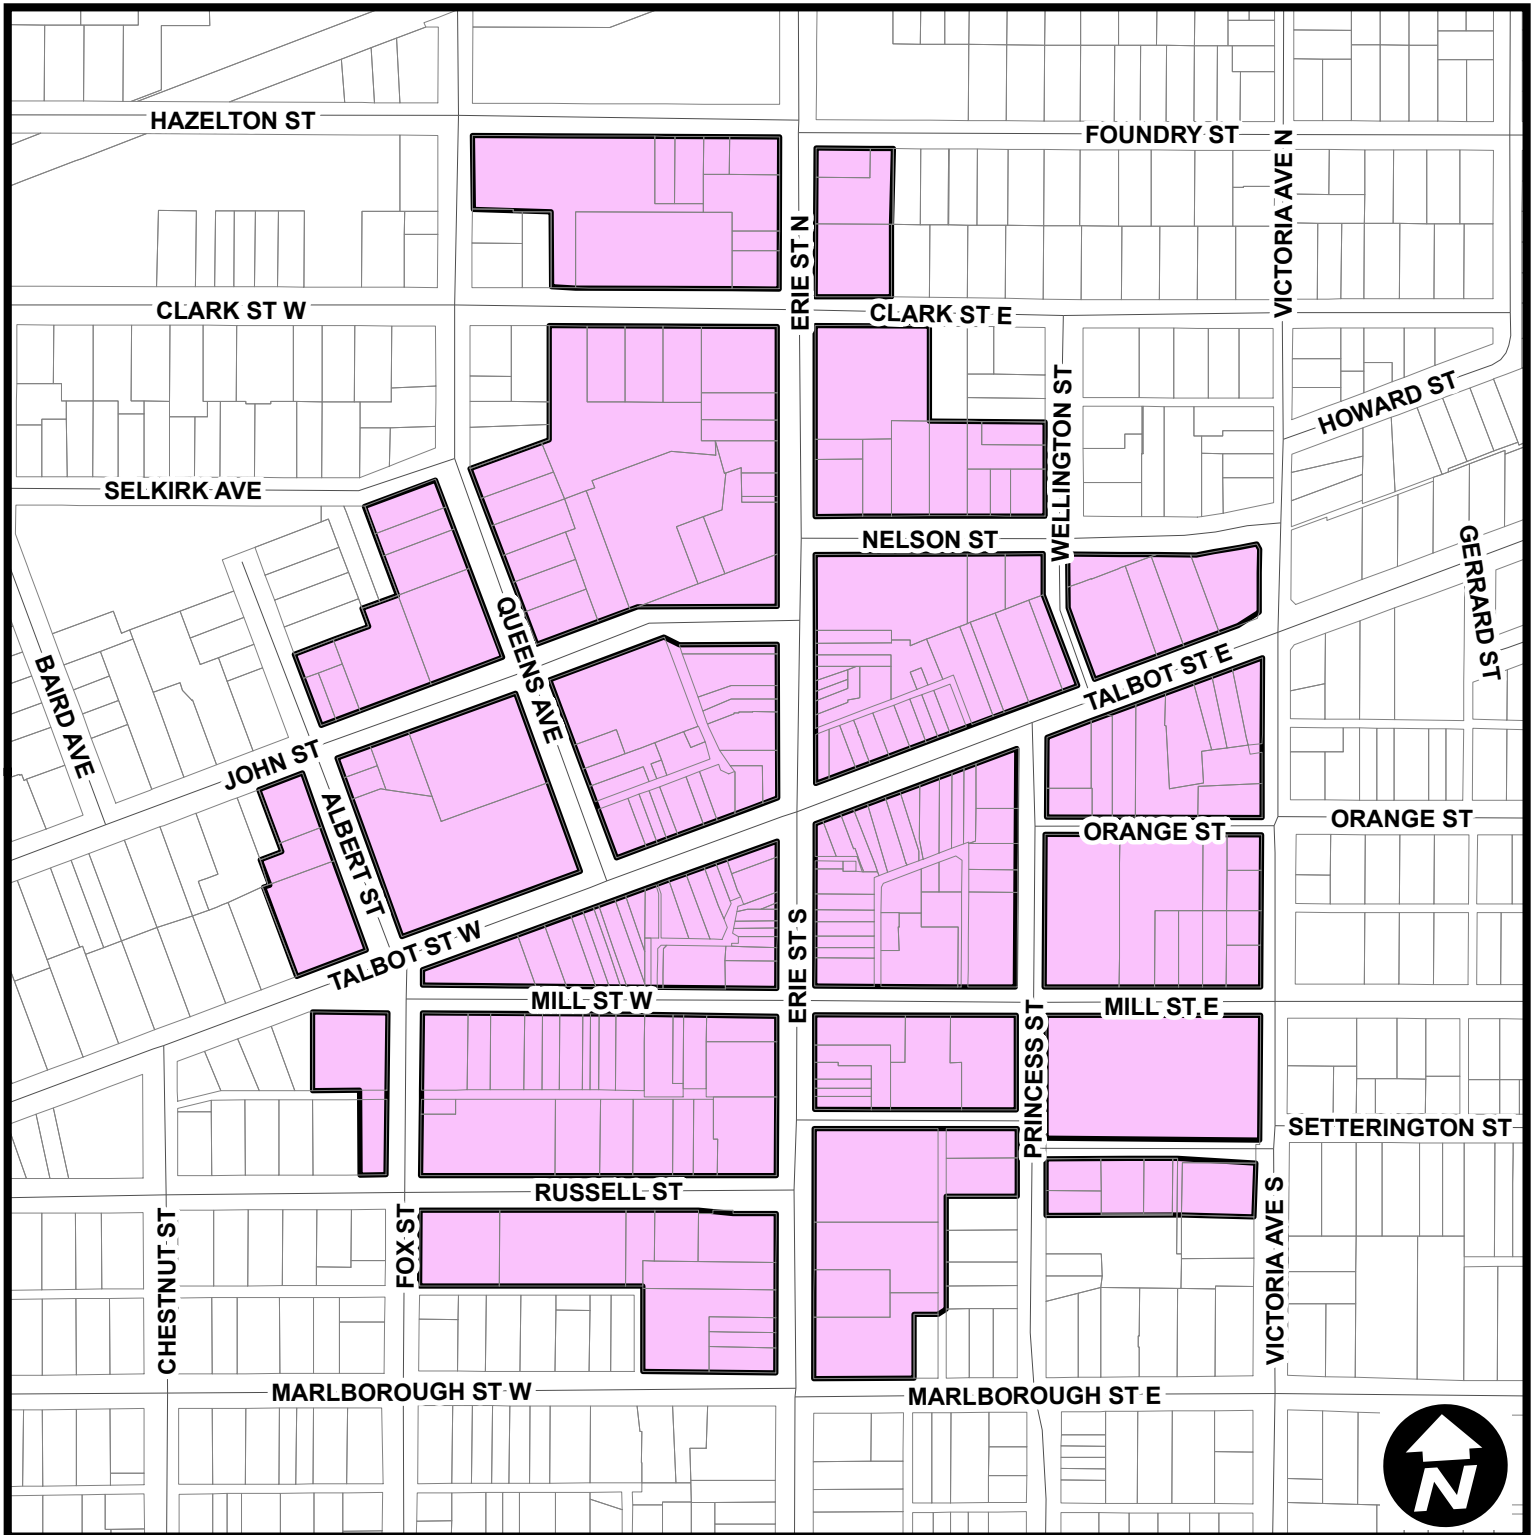 HAZELTON ST
FOUNDRY ST
VICTORIA AVE N
ERIE ST N
CLARK ST W
CLARK ST E
WELLINGTON ST
HOWARD ST
SELKIRK AVE
NELSON ST
GERRARD ST
QUEENS AVE
BAIRD AVE
TALBOT ST E
JOHN ST
ALBERT ST
ORANGE ST
ORANGE ST
TALBOT ST W
ERIE ST S
MILL ST W
MILL ST E
PRINCESS ST
SETTERINGTON ST
RUSSELL ST
CHESTNUT ST
FOX ST
VICTORIA AVE S
MARLBOROUGH ST W
MARLBOROUGH ST E
N